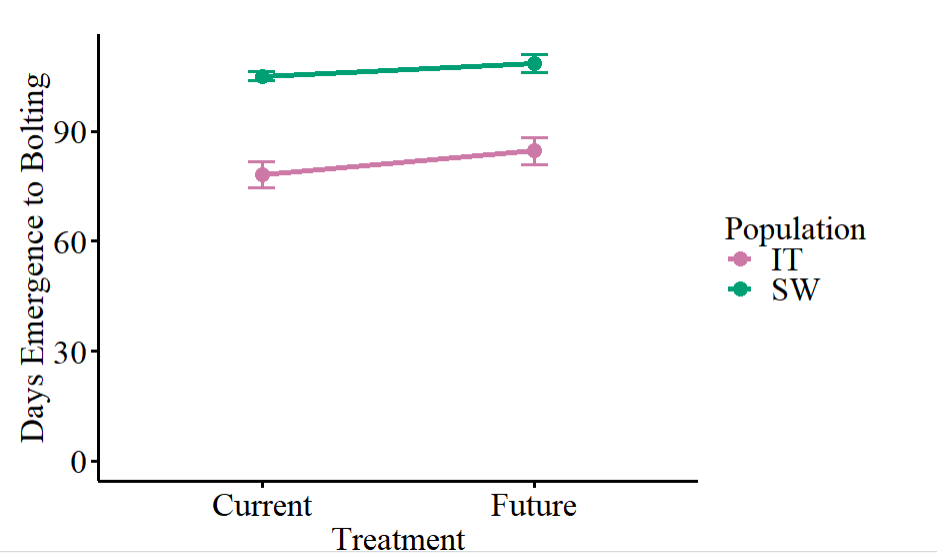 Days Emergence to Bolting
90
60
30
0
Current Future
Treatment
Population
IT
SW